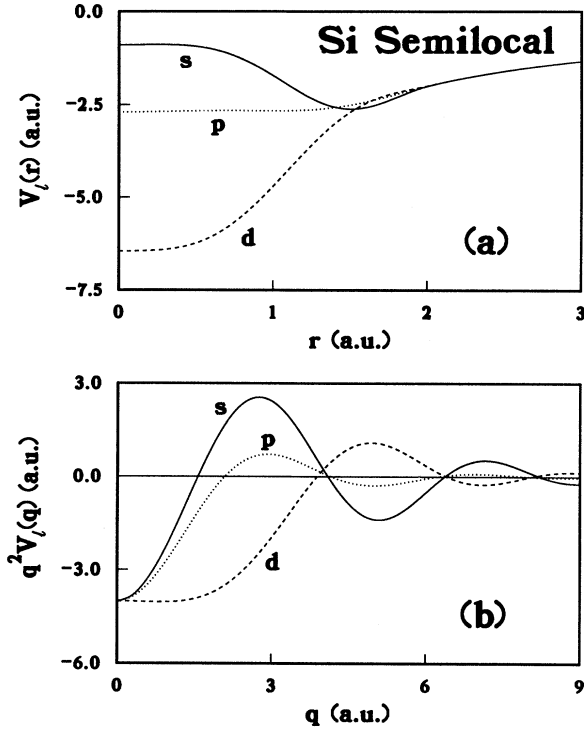 Si Semilocal
0.0
−2.5
−5.0
−7.5
V_l(r) (a.u.)
s
p
d
(a)
0
1
2
3
r (a.u.)
3.0
0.0
−3.0
−6.0
q²V_l(q) (a.u.)
s
p
d
(b)
0
3
6
9
q (a.u.)